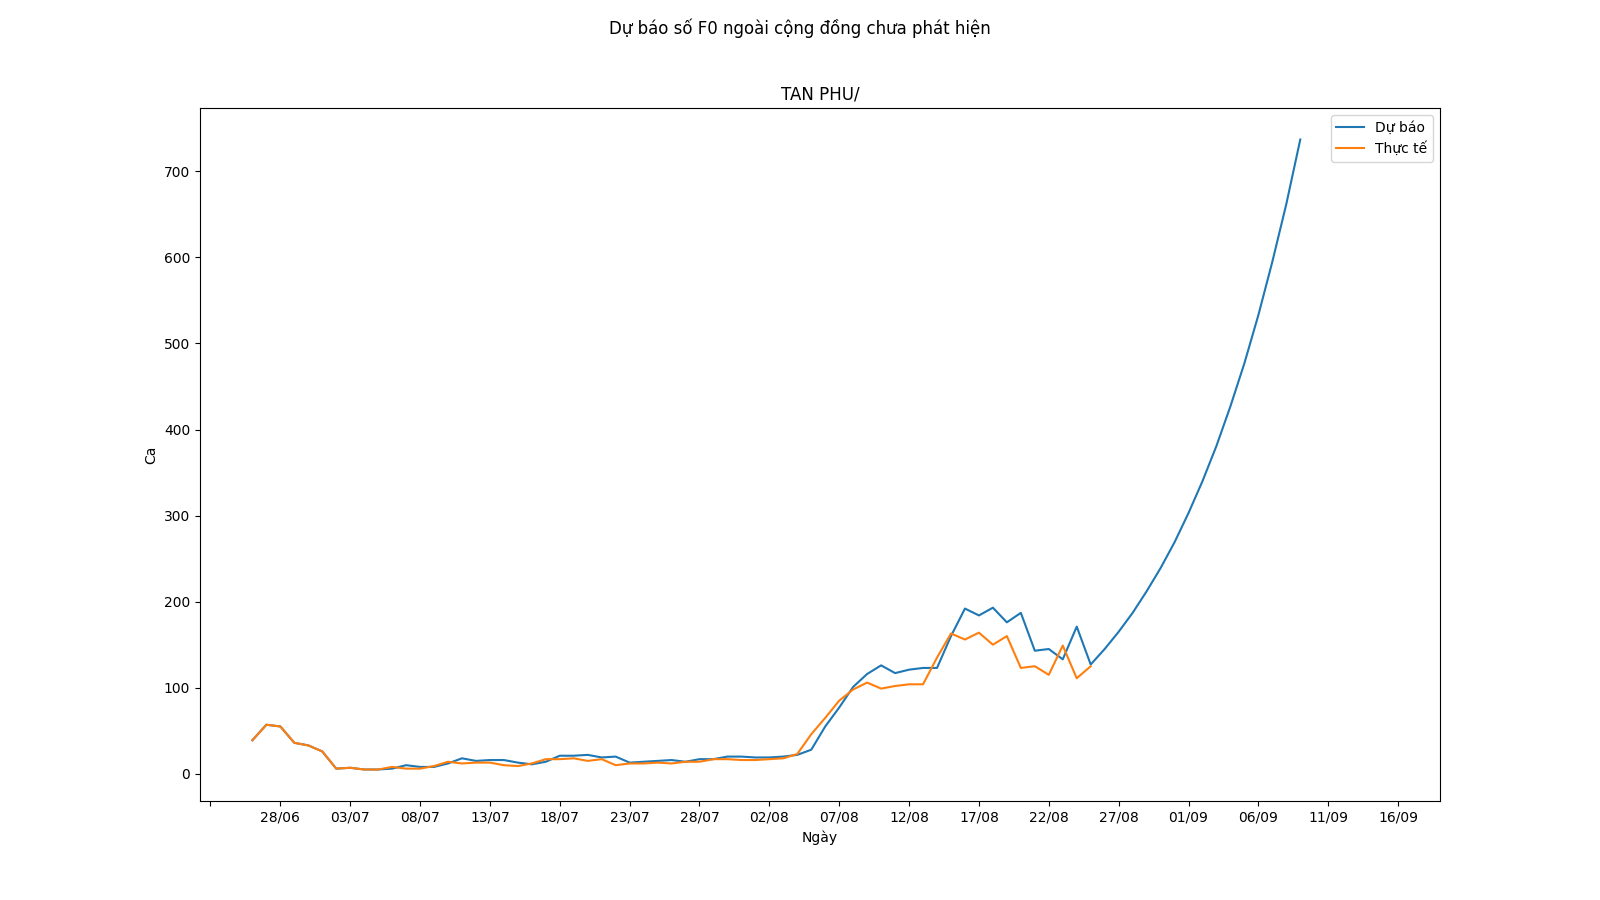 Dự báo số F0 ngoài cộng đồng chưa phát hiện
TAN PHU/
Dự báo
Thực tế
700
600
500
400
300
200
100
0
Ca
28/06 03/07 08/07 13/07 18/07 23/07 28/07 02/08 07/08 12/08 17/08 22/08 27/08 01/09 06/09 11/09 16/09
Ngày